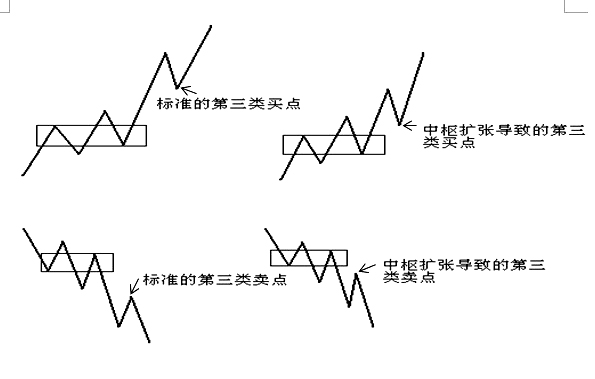 标准的第三类买点
中枢扩张导致的第三
类买点
标准的第三类卖点
中枢扩张导致的第三
类卖点